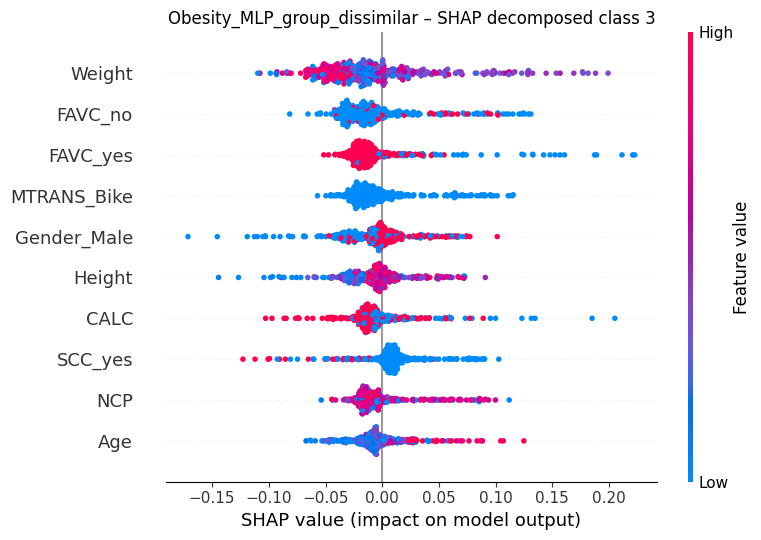 Obesity_MLP_group_dissimilar – SHAP decomposed class 3
High
Weight
FAVC_no
FAVC_yes
MTRANS_Bike
Gender_Male
Height
CALC
SCC_yes
NCP
Age
Feature value
Low
−0.15 −0.10 −0.05 0.00 0.05 0.10 0.15 0.20
SHAP value (impact on model output)